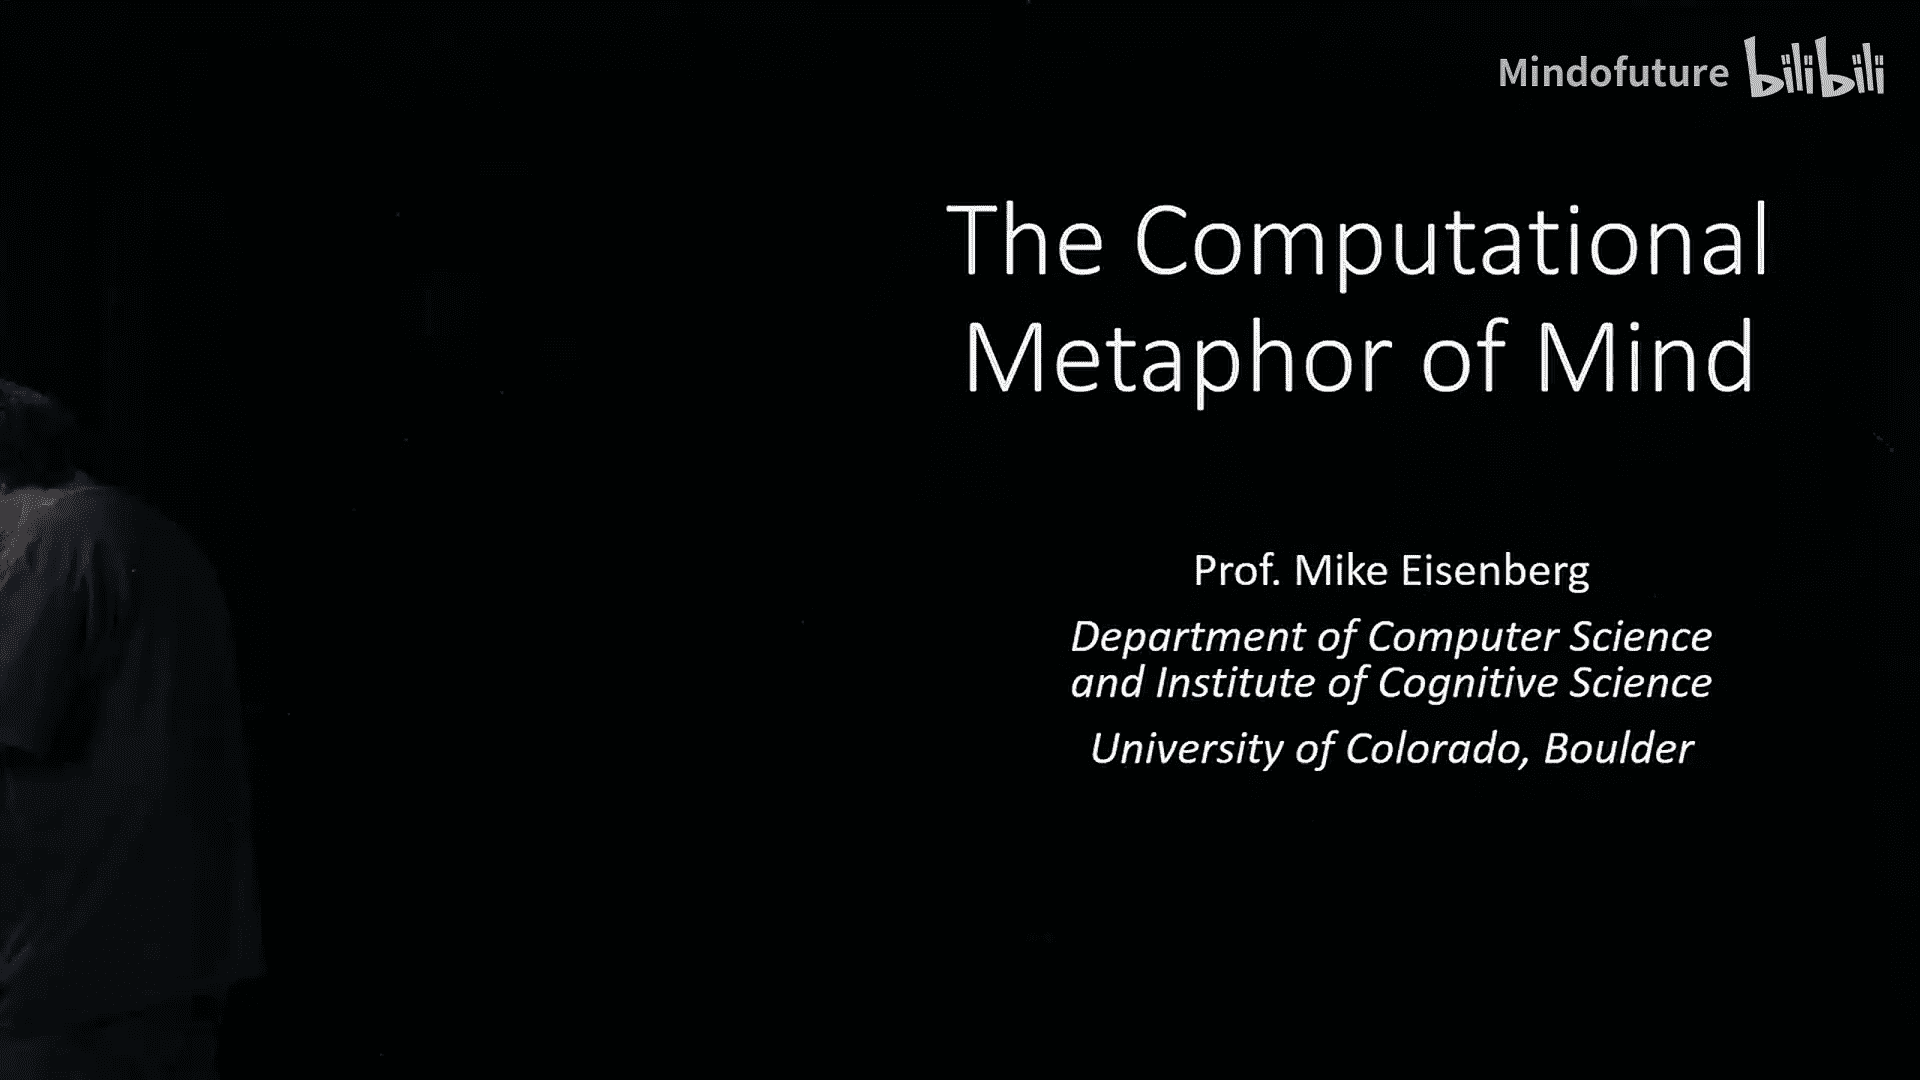 Mindofuture bilibili
The Computational
Metaphor of Mind
Prof. Mike Eisenberg
Department of Computer Science
and Institute of Cognitive Science
University of Colorado, Boulder